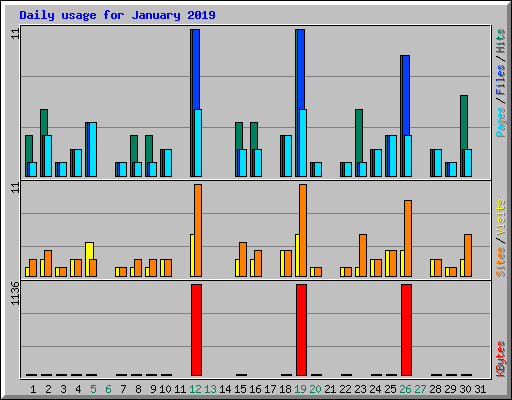 Daily usage for January 2019
11
Pages / Files / Hits
11
Sites / Visits
1136
KBytes
1 2 3 4 5 6 7 8 9 10 11 12 13 14 15 16 17 18 19 20 21 22 23 24 25 26 27 28 29 30 31